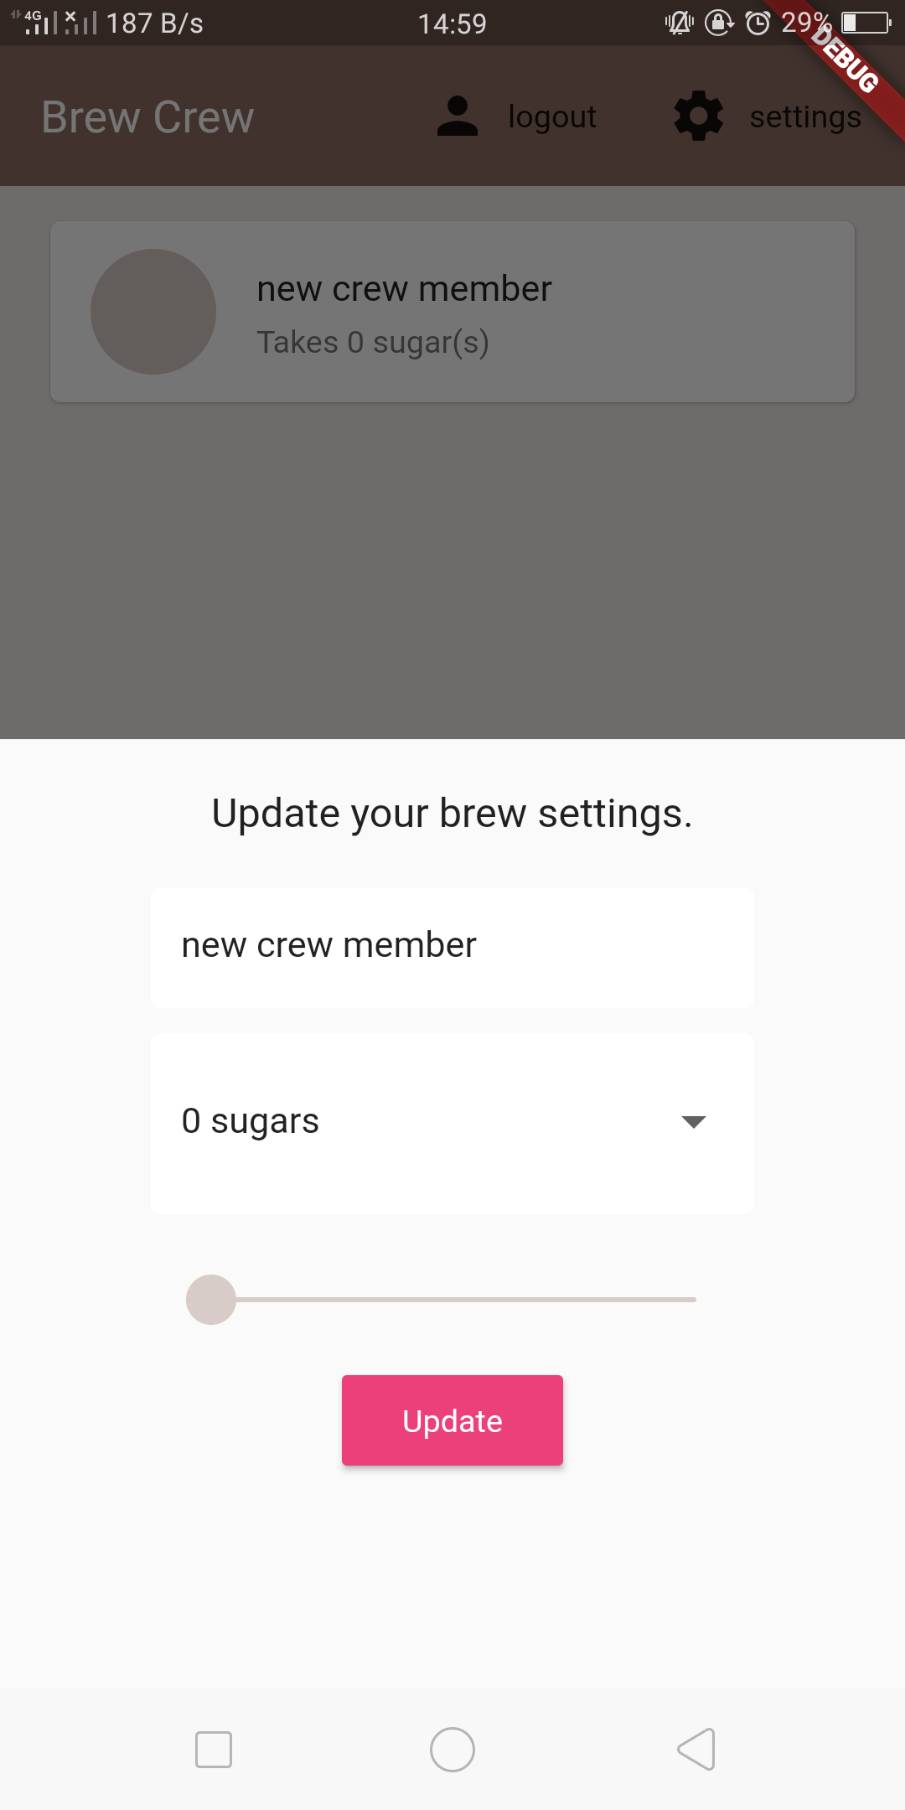 4G 187 B/s 14:59 29%
DEBUG
Brew Crew logout settings
new crew member
Takes 0 sugar(s)
Update your brew settings.
new crew member
0 sugars
Update